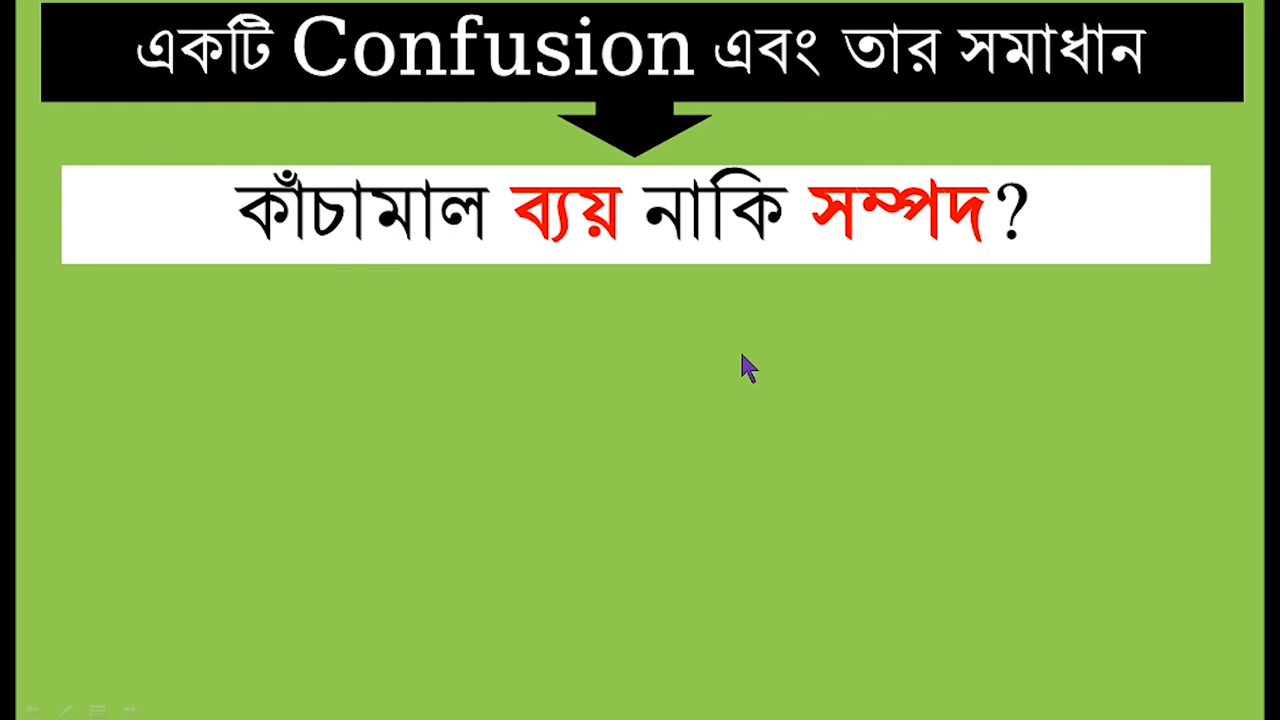 একটি Confusion এবং তার সমাধান
কাঁচামাল ব্যয় নাকি সম্পদ?